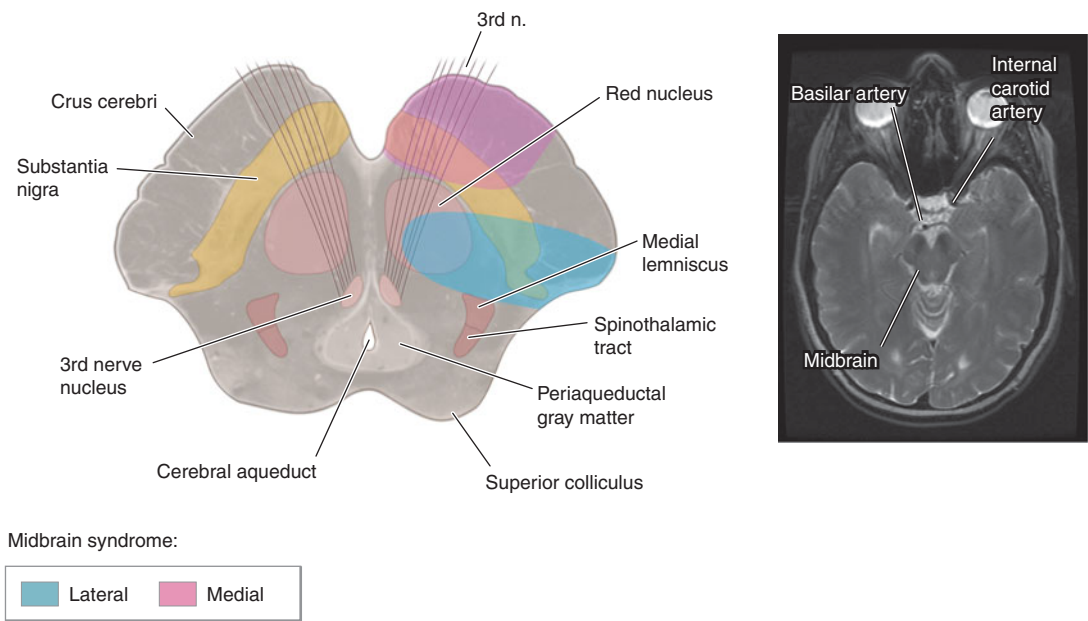 3rd n.
Crus cerebri
Red nucleus
Substantia
nigra
Medial
lemniscus
Spinothalamic
tract
3rd nerve
nucleus
Periaqueductal
gray matter
Cerebral aqueduct
Superior colliculus
Internal
carotid
artery
Basilar artery
Midbrain
Midbrain syndrome:
Lateral
Medial